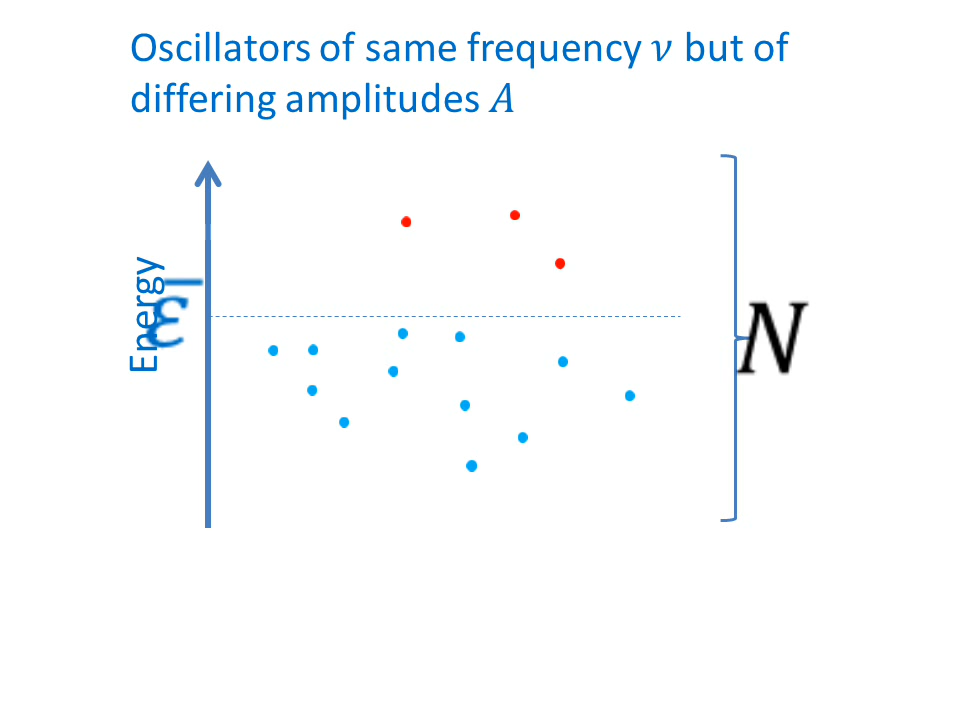 Oscillators of same frequency ν but of
differing amplitudes A
Energy
ε̅
N